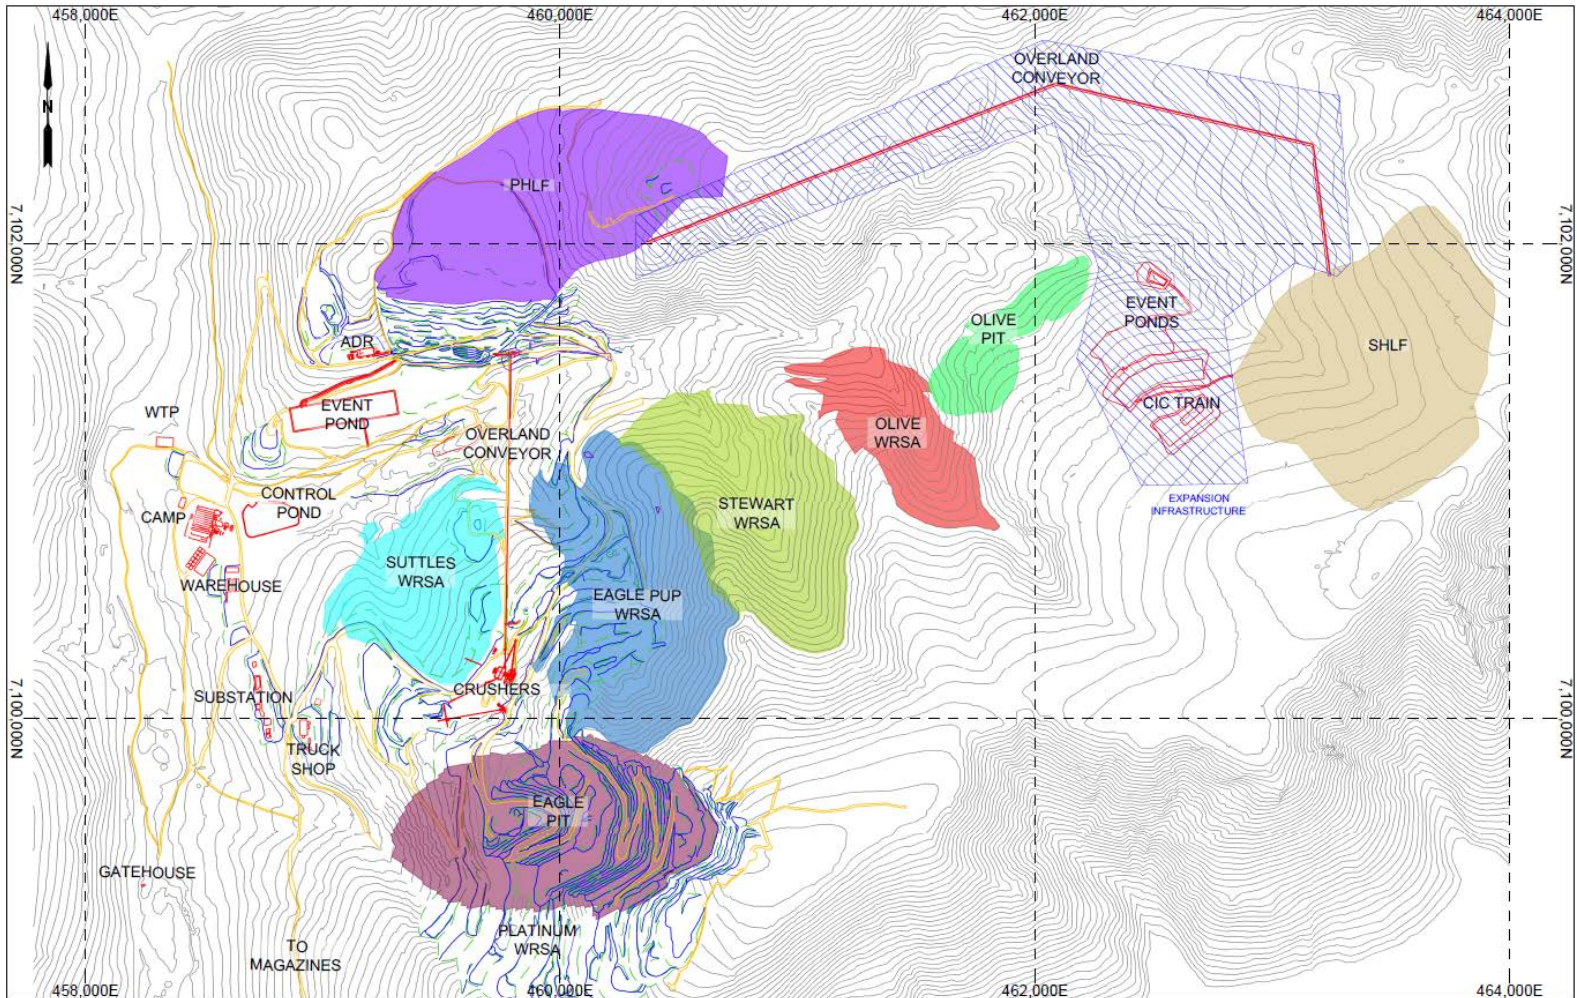 458,000E
460,000E
462,000E
464,000E
OVERLAND
CONVEYOR
N
PHLF
7,102,000N
7,102,000N
EVENT
PONDS
OLIVE
PIT
ADR
SHLF
EVENT
POND
WTP
CIC TRAIN
OLIVE
WRSA
OVERLAND
CONVEYOR
CONTROL
POND
STEWART
WRSA
EXPANSION
INFRASTRUCTURE
CAMP
SUTTLES
WRSA
WAREHOUSE
EAGLE PUP
WRSA
CRUSHERS
SUBSTATION
7,100,000N
7,100,000N
TRUCK
SHOP
EAGLE
PIT
GATEHOUSE
PLATINUM
WRSA
TO
MAGAZINES
458,000E
460,000E
462,000E
464,000E